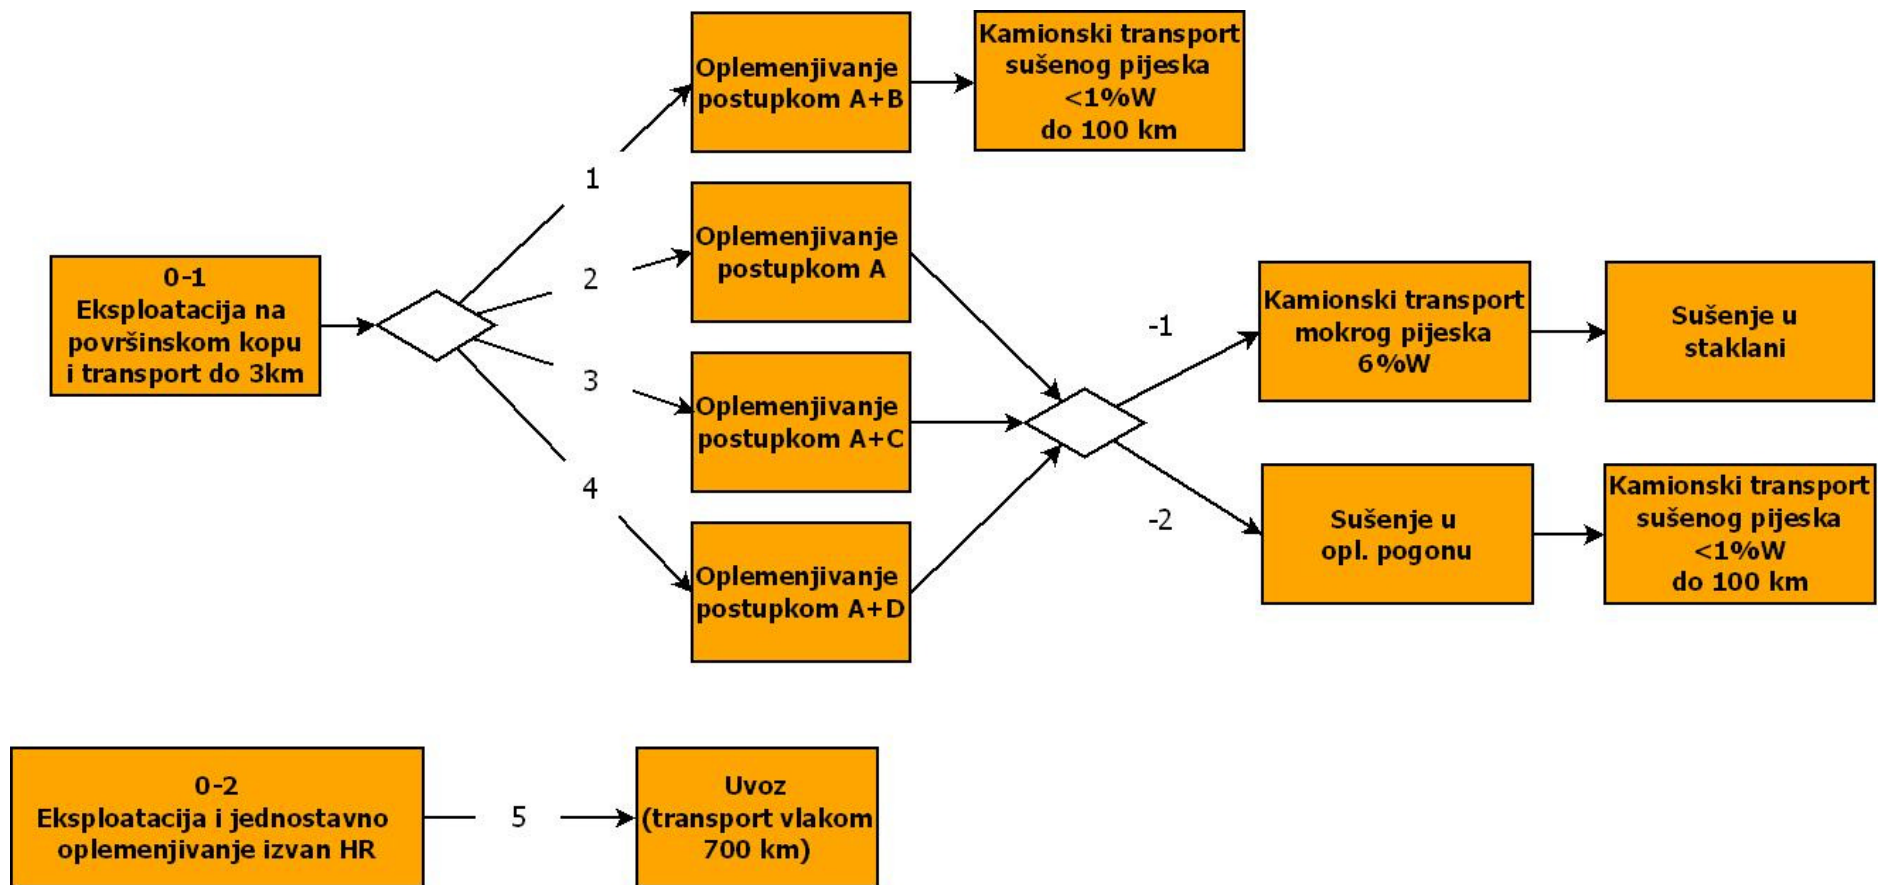 Oplemenjivanje
postupkom A+B
Kamionski transport
sušenog pijeska
<1%W
do 100 km
1
Oplemenjivanje
postupkom A
2
0-1
Eksploatacija na
površinskom kopu
i transport do 3km
3
Oplemenjivanje
postupkom A+C
4
Oplemenjivanje
postupkom A+D
-1
Kamionski transport
mokrog pijeska
6%W
Sušenje u
staklani
-2
Sušenje u
opl. pogonu
Kamionski transport
sušenog pijeska
<1%W
do 100 km
0-2
Eksploatacija i jednostavno
oplemenjivanje izvan HR
5
Uvoz
(transport vlakom
700 km)